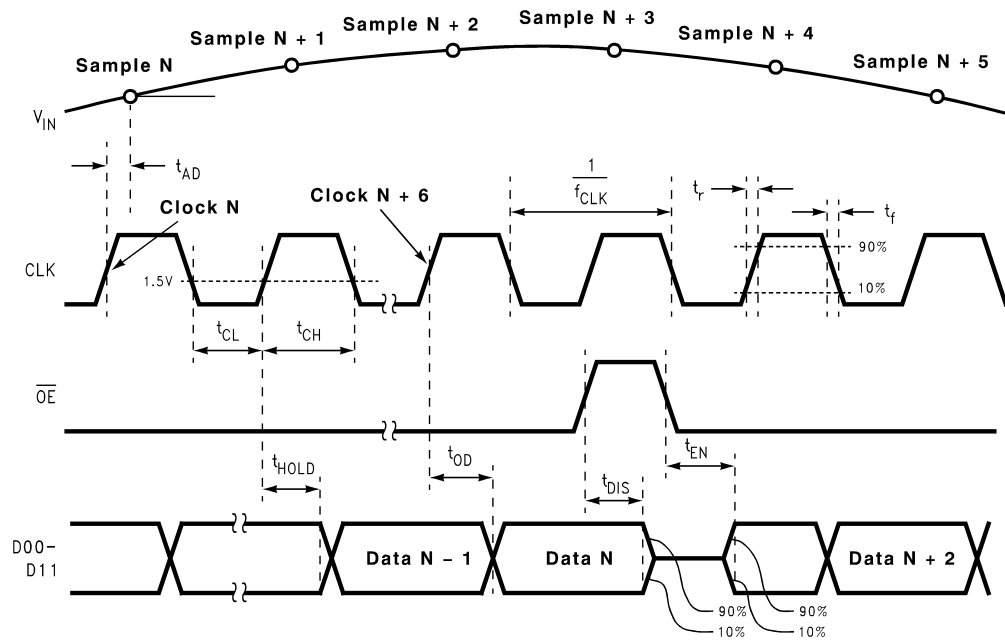 Sample N
Sample N + 1
Sample N + 2
Sample N + 3
Sample N + 4
Sample N + 5
V_IN
t_AD
Clock N
Clock N + 6
1
f_CLK
t_r
t_f
CLK
1.5V
90%
10%
t_CL
t_CH
OE
t_HOLD
t_OD
t_DIS
t_EN
D00–
D11
Data N – 1
Data N
Data N + 2
90%
10%
90%
10%